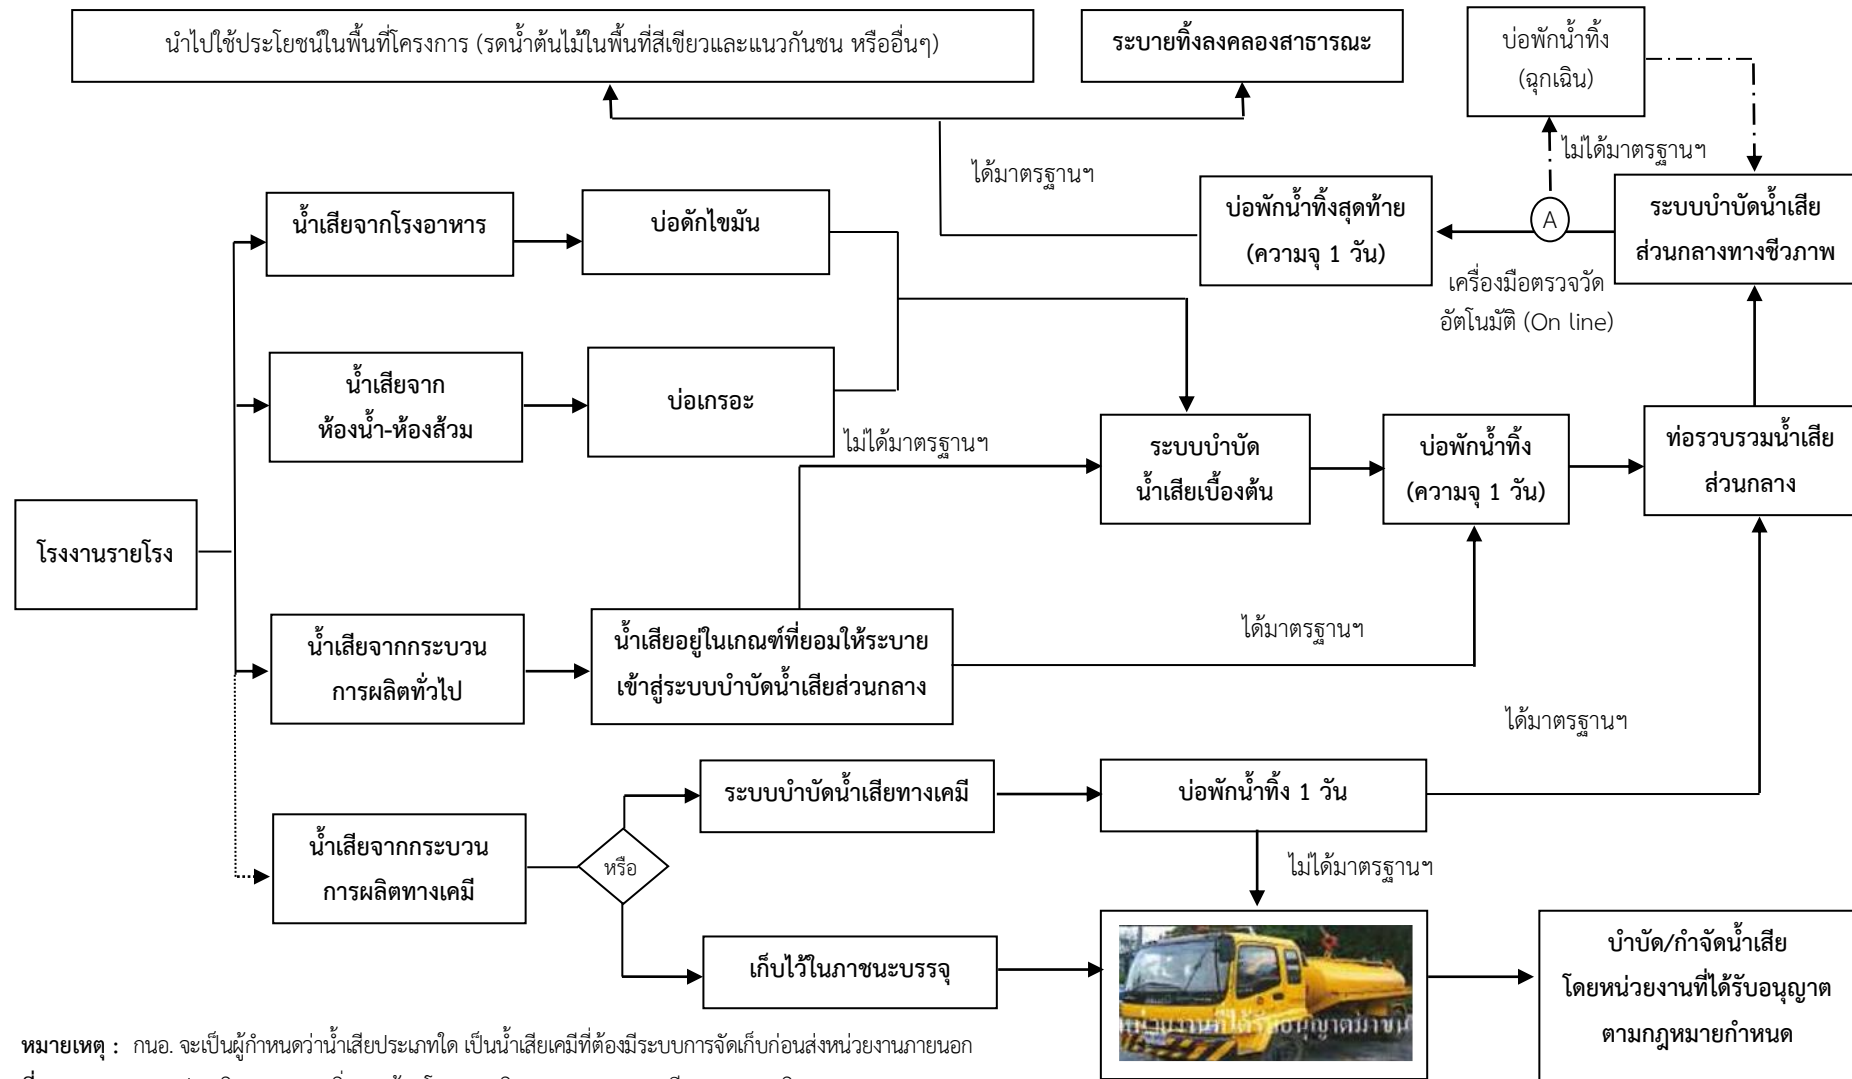 นำไปใช้ประโยชน์ในพื้นที่โครงการ (รดน้ำต้นไม้ในพื้นที่สีเขียวและแนวกันชน หรืออื่นๆ)
ระบายทิ้งลงคลองสาธารณะ
บ่อพักน้ำทิ้ง
(ฉุกเฉิน)
ไม่ได้มาตรฐานฯ
ได้มาตรฐานฯ
น้ำเสียจากโรงอาหาร
บ่อดักไขมัน
บ่อพักน้ำทิ้งสุดท้าย
(ความจุ 1 วัน)
A
ระบบบำบัดน้ำเสีย
ส่วนกลางทางชีวภาพ
เครื่องมือตรวจวัด
อัตโนมัติ (On line)
น้ำเสียจาก
ห้องน้ำ-ห้องส้วม
บ่อเกรอะ
ไม่ได้มาตรฐานฯ
ระบบบำบัด
น้ำเสียเบื้องต้น
บ่อพักน้ำทิ้ง
(ความจุ 1 วัน)
ท่อรวบรวมน้ำเสีย
ส่วนกลาง
โรงงานรายโรง
น้ำเสียจากกระบวน
การผลิตทั่วไป
น้ำเสียอยู่ในเกณฑ์ที่ยอมให้ระบาย
เข้าสู่ระบบบำบัดน้ำเสียส่วนกลาง
ได้มาตรฐานฯ
ได้มาตรฐานฯ
น้ำเสียจากกระบวน
การผลิตทางเคมี
หรือ
ระบบบำบัดน้ำเสียทางเคมี
บ่อพักน้ำทิ้ง 1 วัน
ไม่ได้มาตรฐานฯ
เก็บไว้ในภาชนะบรรจุ
หน่วยงานที่ได้รับอนุญาตมาขน
บำบัด/กำจัดน้ำเสีย
โดยหน่วยงานที่ได้รับอนุญาต
ตามกฎหมายกำหนด
หมายเหตุ : กนอ. จะเป็นผู้กำหนดว่าน้ำเสียประเภทใด เป็นน้ำเสียเคมีที่ต้องมีระบบการจัดเก็บก่อนส่งหน่วยงานภายนอก